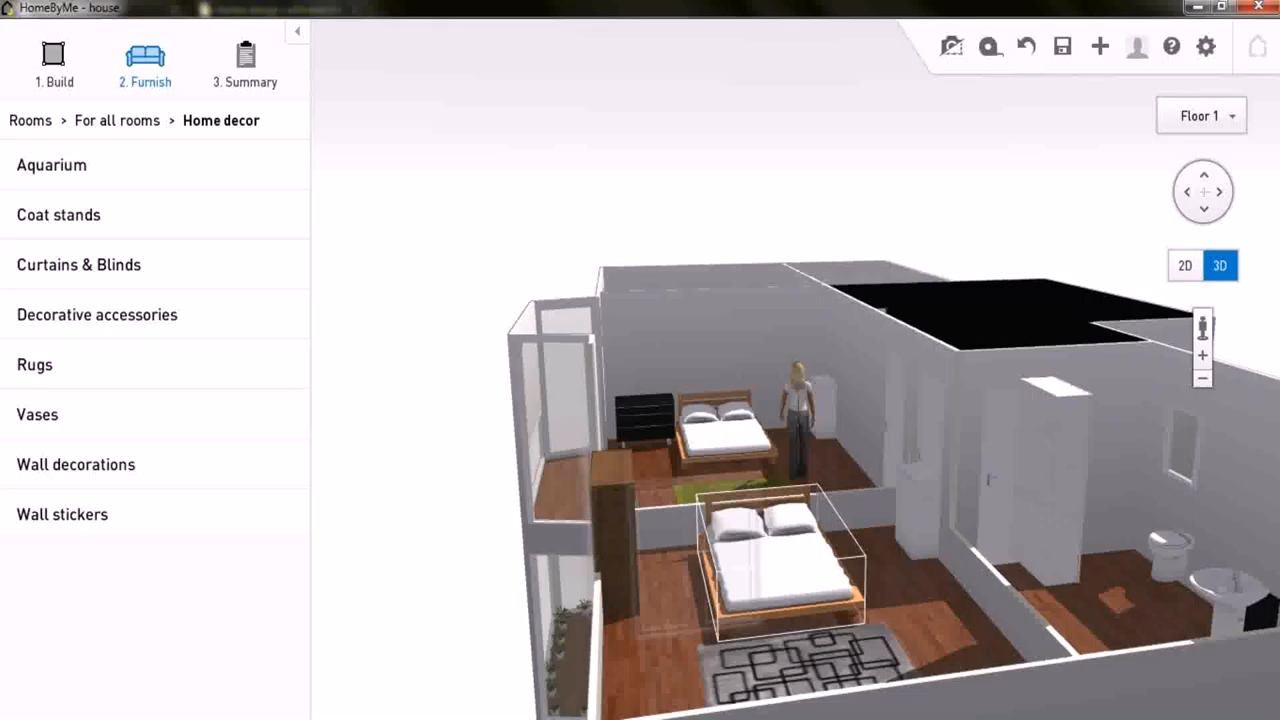 HomeByMe - house
1. Build
2. Furnish
3. Summary
Rooms > For all rooms > Home decor
Aquarium
Coat stands
Curtains & Blinds
Decorative accessories
Rugs
Vases
Wall decorations
Wall stickers
Floor 1
2D
3D